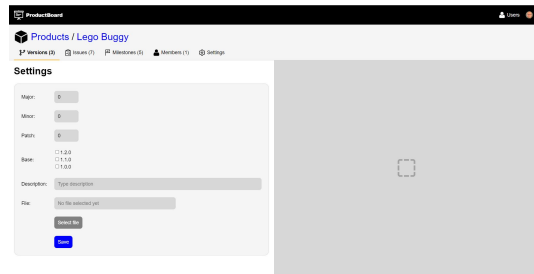 ProductBoard
Users
Products / Lego Buggy
Versions (3)
Issues (7)
Milestones (5)
Members (1)
Settings
Settings
Major: 0
Minor: 0
Patch: 0
Base:
1.2.0
1.1.0
1.0.0
Description: Type description
File: No file selected yet
Select file
Save